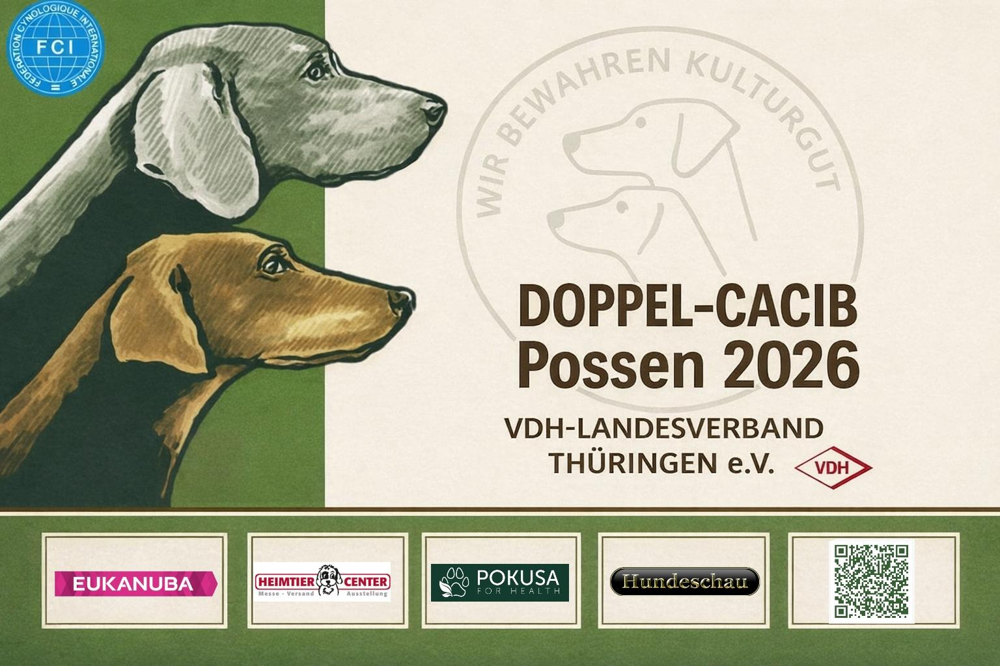 FEDERATION CYNOLOGIQUE INTERNATIONALE
FCI
WIR BEWAHREN KULTURGUT
DOPPEL-CACIB
Possen 2026
VDH-LANDESVERBAND
THÜRINGEN e.V.
VDH
EUKANUBA
HEIMTIER CENTER
Messe · Versand Ausstellung
POKUSA
FOR HEALTH
Hundeschau